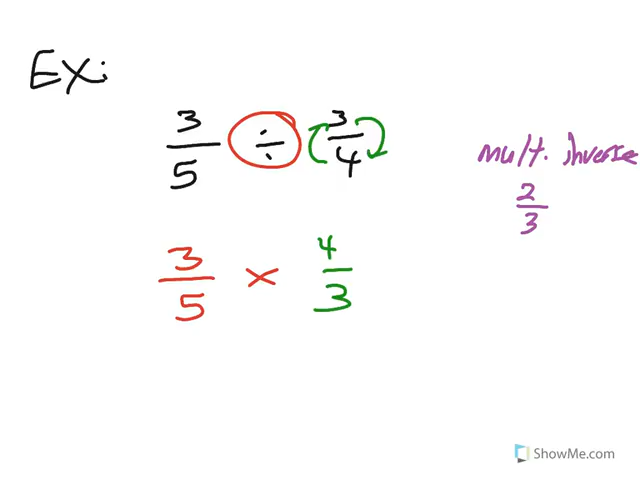 Ex:
3/5 ÷ 3/4
mult. inverse
2/3
3/5 × 4/3
ShowMe.com